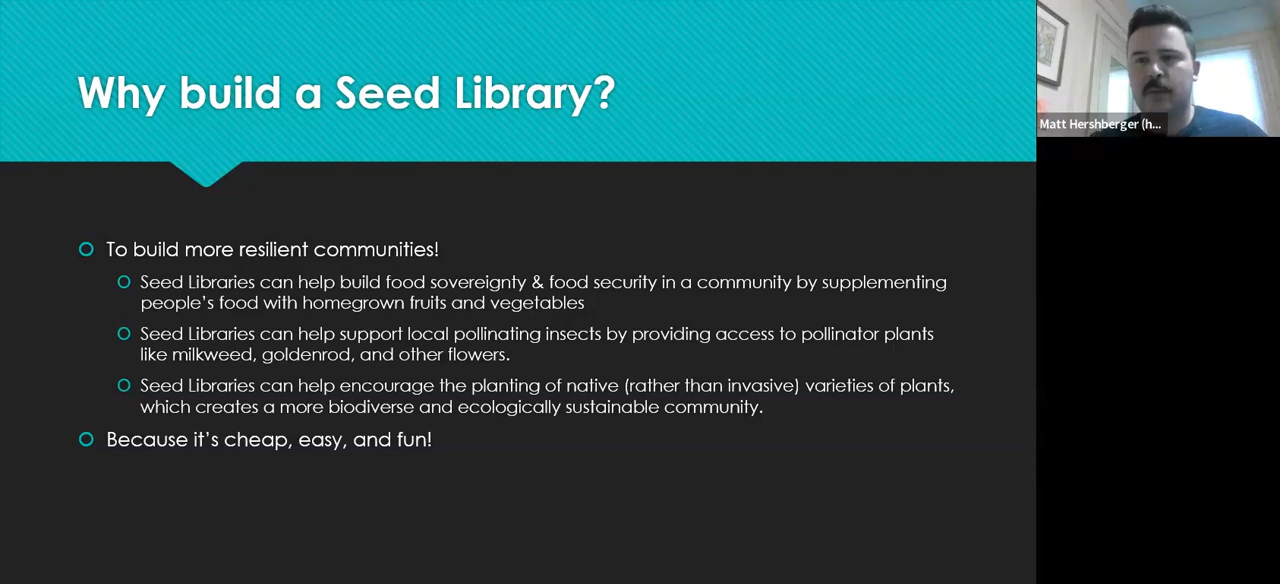 Why build a Seed Library?
Matt Hershberger (h...
To build more resilient communities!
Seed Libraries can help build food sovereignty & food security in a community by supplementing
people's food with homegrown fruits and vegetables
Seed Libraries can help support local pollinating insects by providing access to pollinator plants
like milkweed, goldenrod, and other flowers.
Seed Libraries can help encourage the planting of native (rather than invasive) varieties of plants,
which creates a more biodiverse and ecologically sustainable community.
Because it's cheap, easy, and fun!